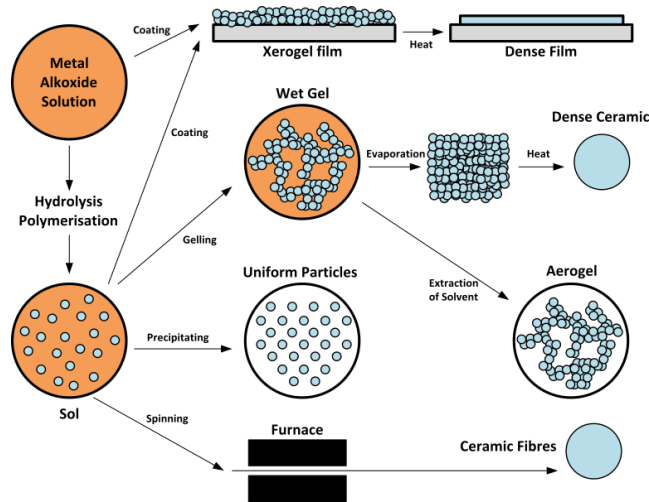 Coating
Xerogel film
Heat
Dense Film
Metal
Alkoxide
Solution
Coating
Wet Gel
Evaporation
Heat
Dense Ceramic
Hydrolysis
Polymerisation
Gelling
Uniform Particles
Extraction
of Solvent
Aerogel
Precipitating
Sol
Spinning
Furnace
Ceramic Fibres